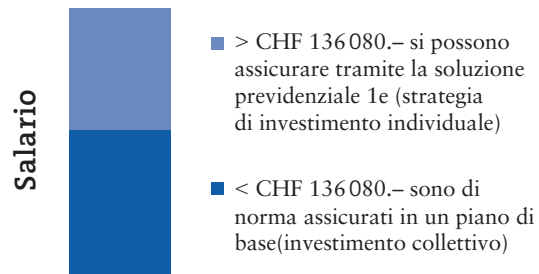 Salario
> CHF 136 080.– si possono
assicurare tramite la soluzione
previdenziale 1e (strategia
di investimento individuale)
< CHF 136 080.– sono di
norma assicurati in un piano di
base(investimento collettivo)